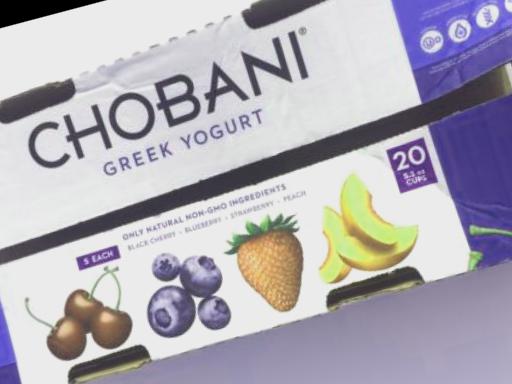 CHOBANI®
GREEK YOGURT
20
5.3 oz
CUPS
ONLY NATURAL NON-GMO INGREDIENTS
BLACK CHERRY • BLUEBERRY • STRAWBERRY • PEACH
5 EACH